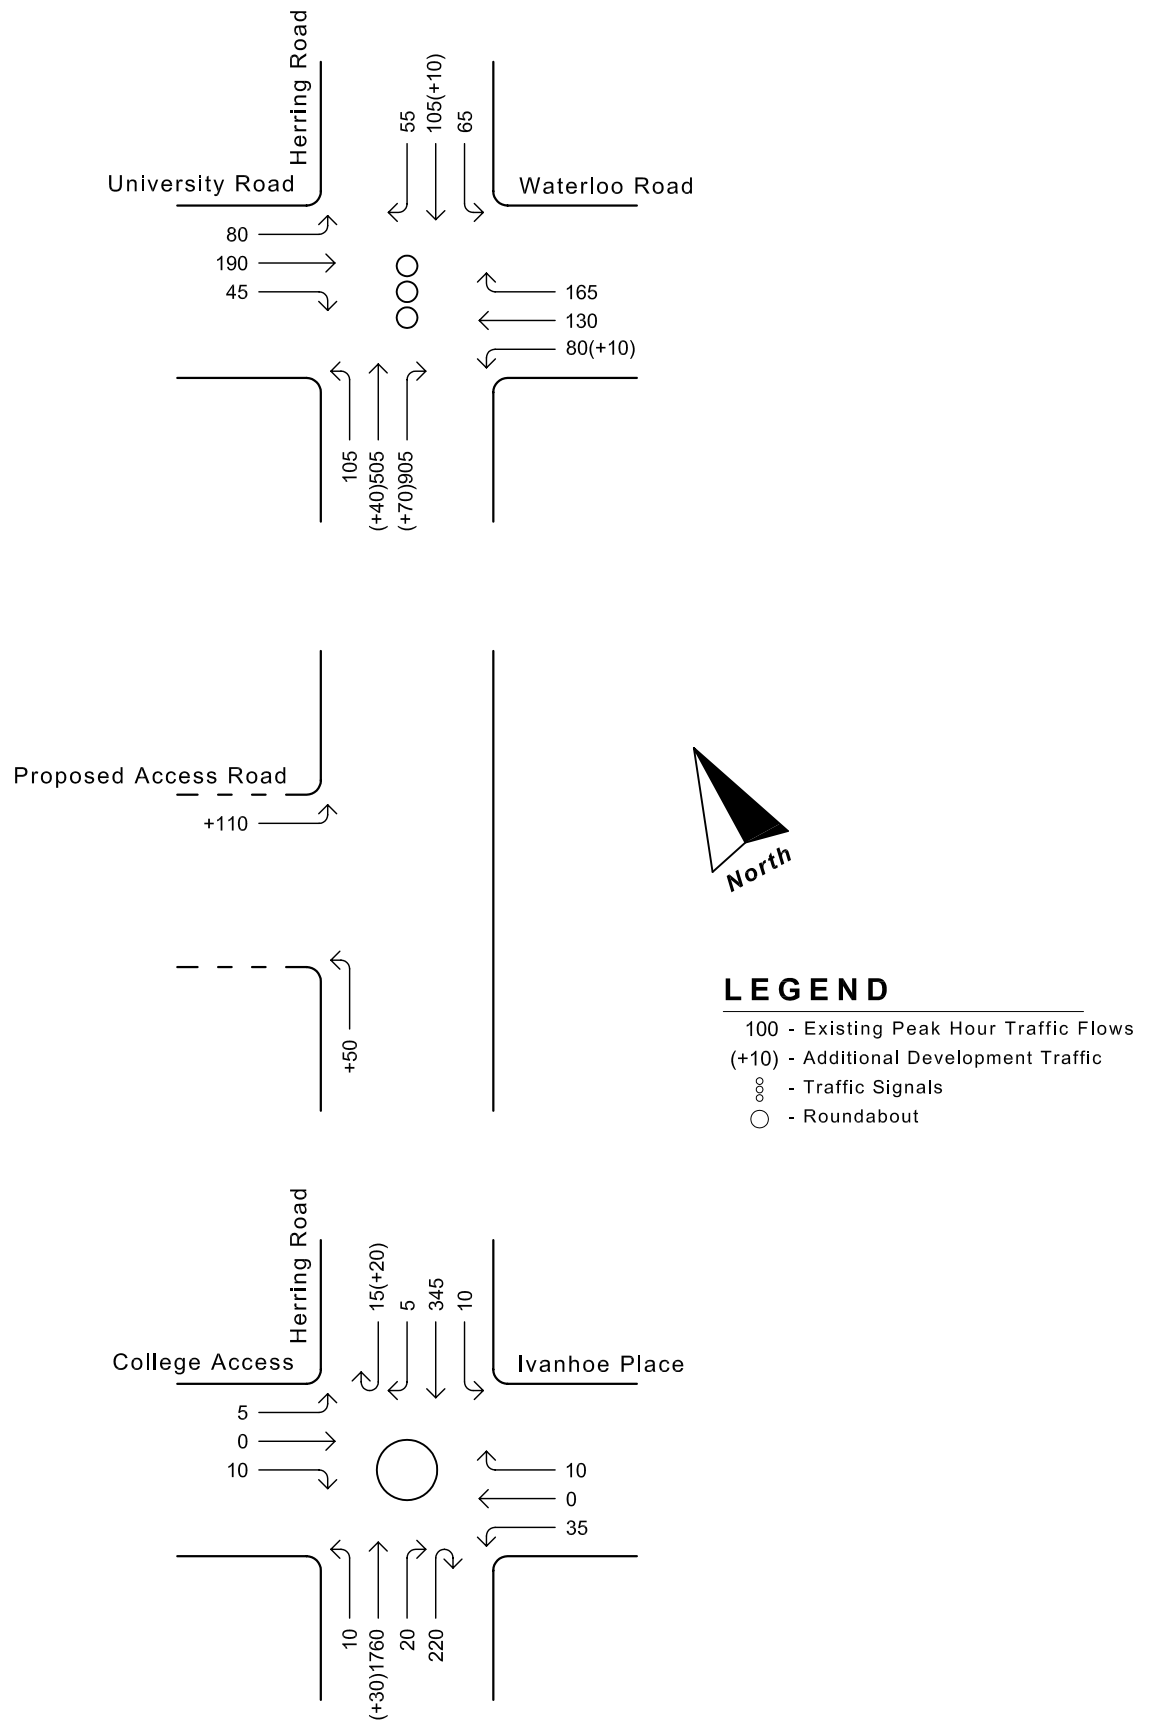 Herring Road
55
105(+10)
65
University Road
Waterloo Road
80
190
45
165
130
80(+10)
105
(+40)505
(+70)905
Proposed Access Road
+110
North
+50
LEGEND
100 - Existing Peak Hour Traffic Flows
(+10) - Additional Development Traffic
- Traffic Signals
- Roundabout
Herring Road
15(+20)
5
345
10
College Access
Ivanhoe Place
5
0
10
10
0
35
10
(+30)1760
20
220